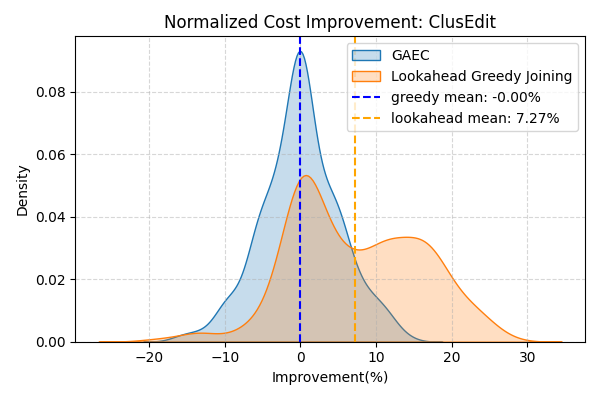 Normalized Cost Improvement: ClusEdit
GAEC
Lookahead Greedy Joining
greedy mean: -0.00%
lookahead mean: 7.27%
Density
0.08
0.06
0.04
0.02
0.00
−20 −10 0 10 20 30
Improvement(%)